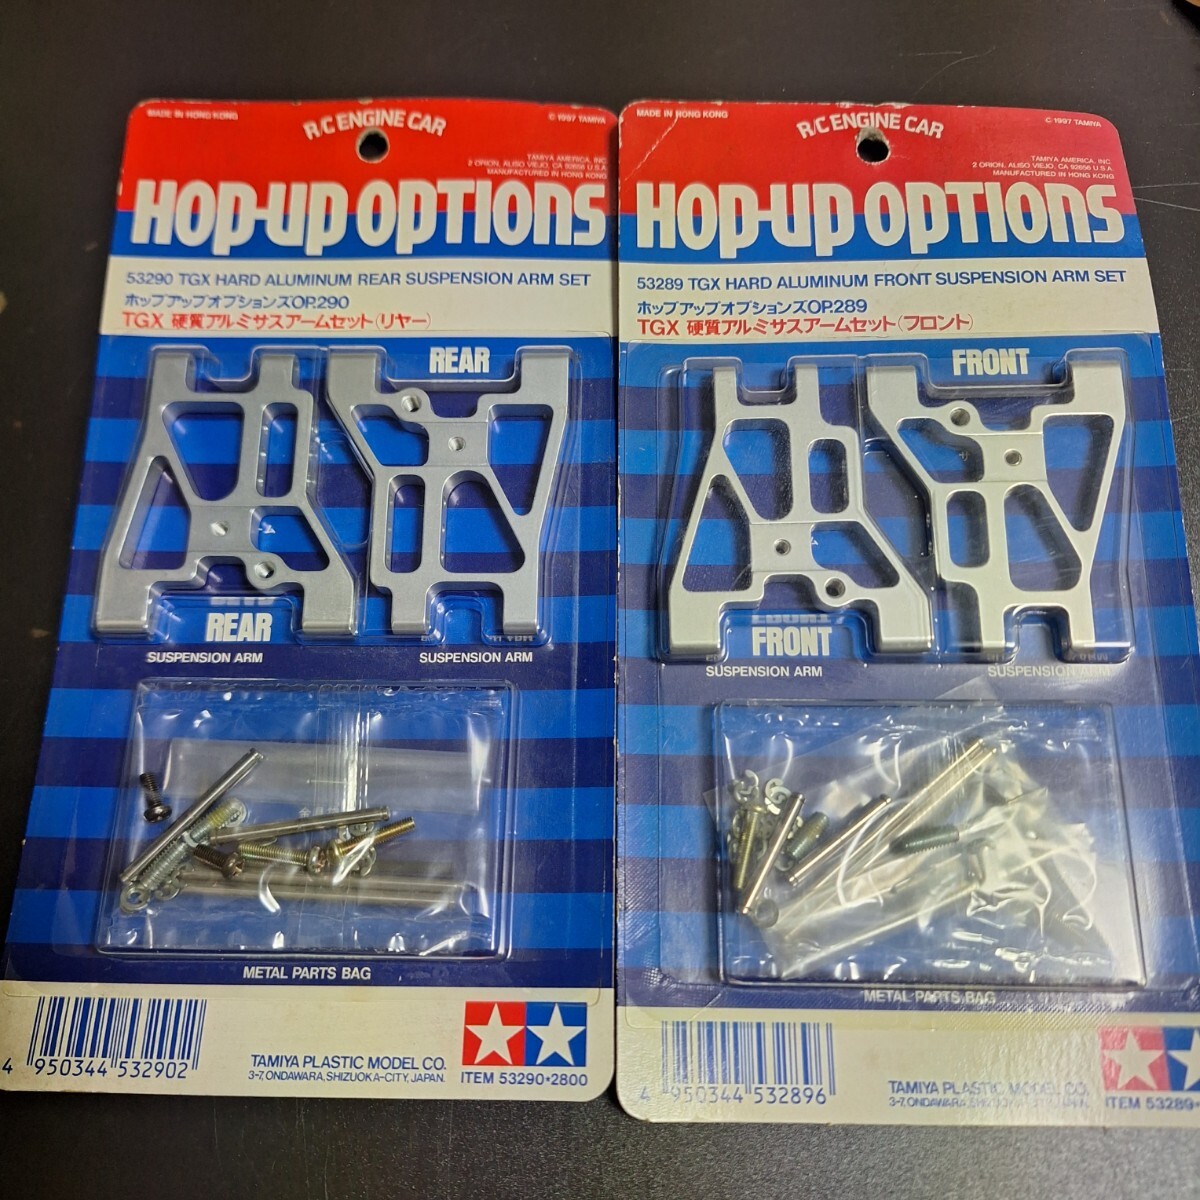 MADE IN HONG KONG
R/C ENGINE CAR
© 1997 TAMIYA
TAMIYA AMERICA, INC
2 ORION, ALISO VIEJO, CA 92656 U.S.A
MANUFACTURED IN HONG KONG
HOP-UP OPTIONS
53290 TGX HARD ALUMINUM REAR SUSPENSION ARM SET
ホップアップオプションズOP.290
TGX 硬質アルミサスアームセット(リヤー)
REAR
REAR
SUSPENSION ARM
SUSPENSION ARM
METAL PARTS BAG
4 950344 532902
TAMIYA PLASTIC MODEL CO.
3-7, ONDAWARA, SHIZUOKA-CITY, JAPAN.
ITEM 53290•2800
MADE IN HONG KONG
R/C ENGINE CAR
© 1997 TAMIYA
TAMIYA AMERICA, INC
2 ORION, ALISO VIEJO, CA 92656 U.S.A
MANUFACTURED IN HONG KONG
HOP-UP OPTIONS
53289 TGX HARD ALUMINUM FRONT SUSPENSION ARM SET
ホップアップオプションズOP.289
TGX 硬質アルミサスアームセット(フロント)
FRONT
FRONT
SUSPENSION ARM
SUSPENSION ARM
METAL PARTS BAG
4 950344 532896
TAMIYA PLASTIC MODEL CO.
3-7, ONDAWARA, SHIZUOKA-CITY, JAPAN.
ITEM 53289•